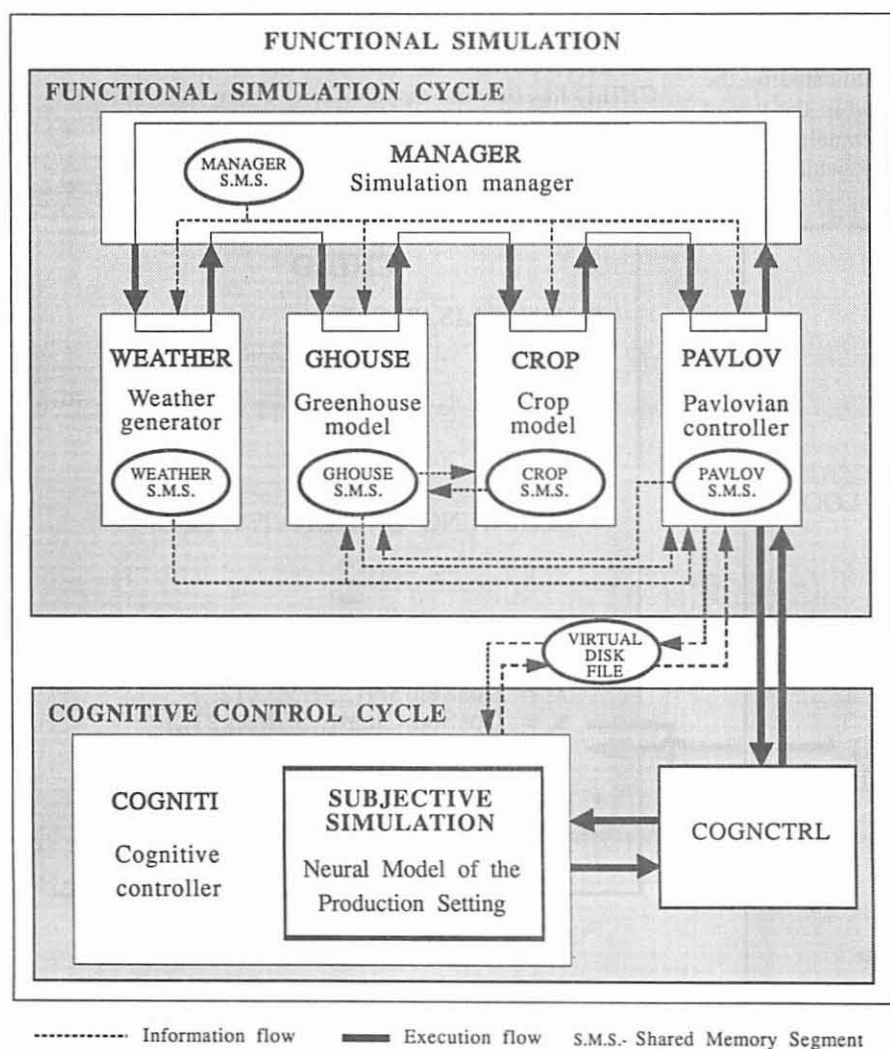 FUNCTIONAL SIMULATION
FUNCTIONAL SIMULATION CYCLE
MANAGER
S.M.S.
MANAGER
Simulation manager
WEATHER
Weather
generator
WEATHER
S.M.S.
GHOUSE
Greenhouse
model
GHOUSE
S.M.S.
CROP
Crop
model
CROP
S.M.S.
PAVLOV
Pavlovian
controller
PAVLOV
S.M.S.
VIRTUAL
DISK
FILE
COGNITIVE CONTROL CYCLE
COGNITI
Cognitive
controller
SUBJECTIVE
SIMULATION
Neural Model of the
Production Setting
COGNCTRL
Information flow
Execution flow
S.M.S.- Shared Memory Segment